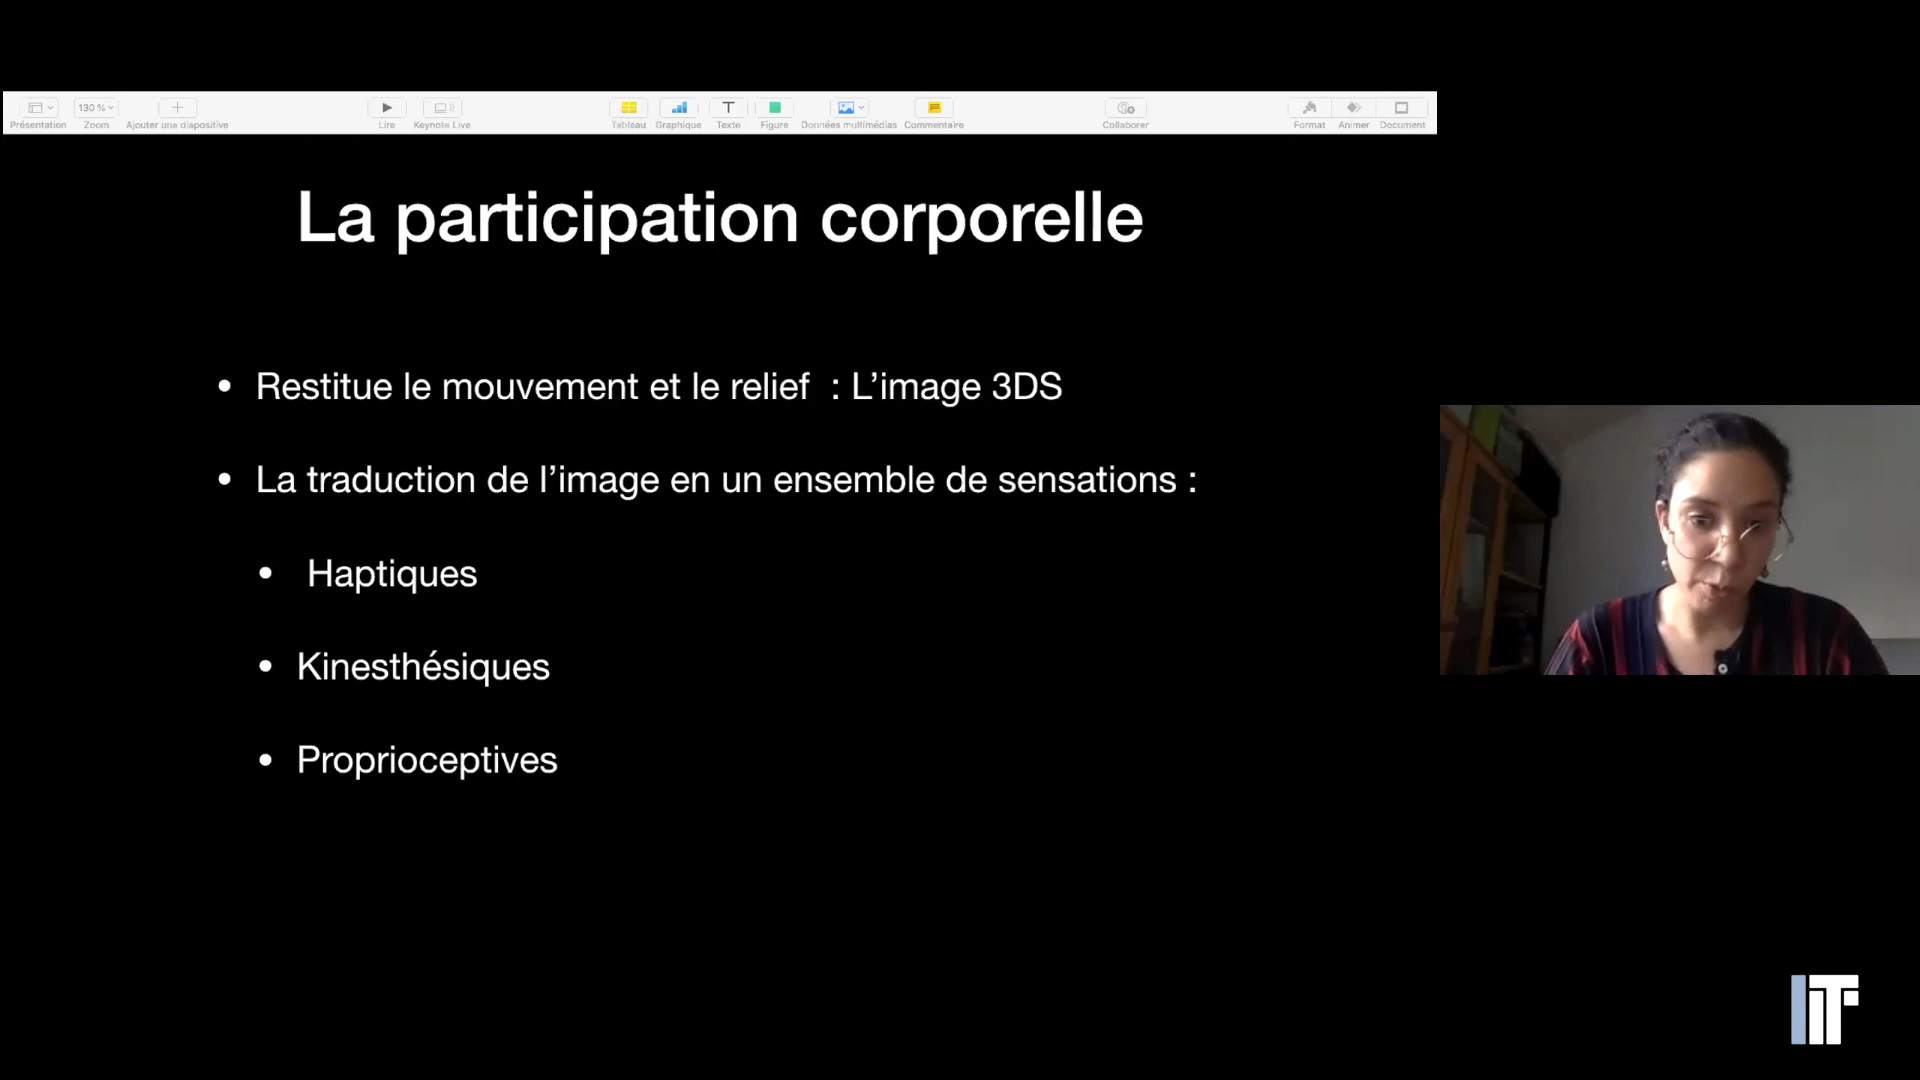 130 %
Présentation Zoom Ajouter une diapositive Lire Keynote Live Tableau Graphique Texte Figure Données multimédias Commentaire Collaborer Format Animer Document
La participation corporelle
• Restitue le mouvement et le relief : L’image 3DS
• La traduction de l’image en un ensemble de sensations :
• Haptiques
• Kinesthésiques
• Proprioceptives